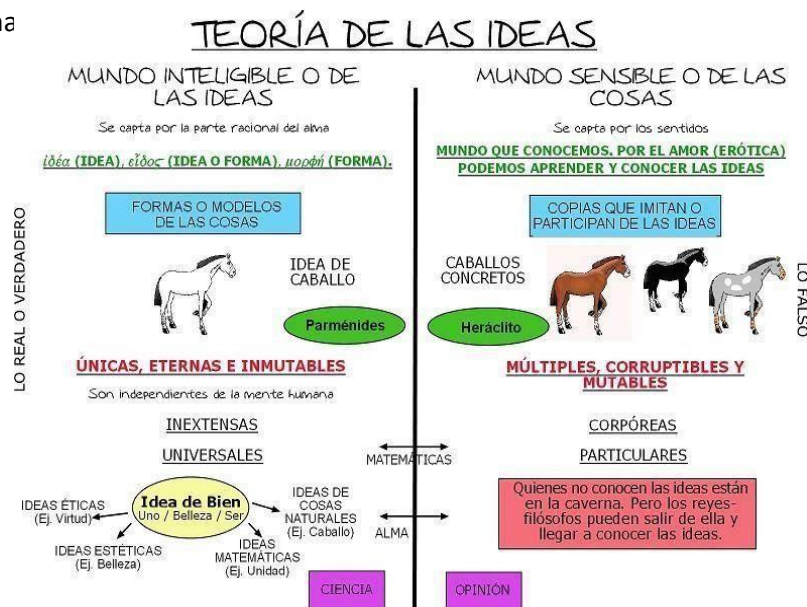 na
TEORÍA DE LAS IDEAS
MUNDO INTELIGIBLE O DE
LAS IDEAS
Se capta por la parte racional del alma
ἰδέα (IDEA), εἶδος (IDEA O FORMA), μορφή (FORMA).
FORMAS O MODELOS
DE LAS COSAS
LO REAL O VERDADERO
IDEA DE
CABALLO
Parménides
ÚNICAS, ETERNAS E INMUTABLES
Son independientes de la mente humana
INEXTENSAS
UNIVERSALES
Idea de Bien
Uno / Belleza / Ser
IDEAS ÉTICAS
(Ej. Virtud)
IDEAS ESTÉTICAS
(Ej. Belleza)
IDEAS
MATEMÁTICAS
(Ej. Unidad)
IDEAS DE
COSAS
NATURALES
(Ej. Caballo)
CIENCIA
MATEMÁTICAS
ALMA
MUNDO SENSIBLE O DE LAS
COSAS
Se capta por los sentidos
MUNDO QUE CONOCEMOS. POR EL AMOR (ERÓTICA)
PODEMOS APRENDER Y CONOCER LAS IDEAS
COPIAS QUE IMITAN O
PARTICIPAN DE LAS IDEAS
CABALLOS
CONCRETOS
Heráclito
LO FALSO
MÚLTIPLES, CORRUPTIBLES Y
MUTABLES
CORPÓREAS
PARTICULARES
Quienes no conocen las ideas están
en la caverna. Pero los reyes-
filósofos pueden salir de ella y
llegar a conocer las ideas.
OPINIÓN